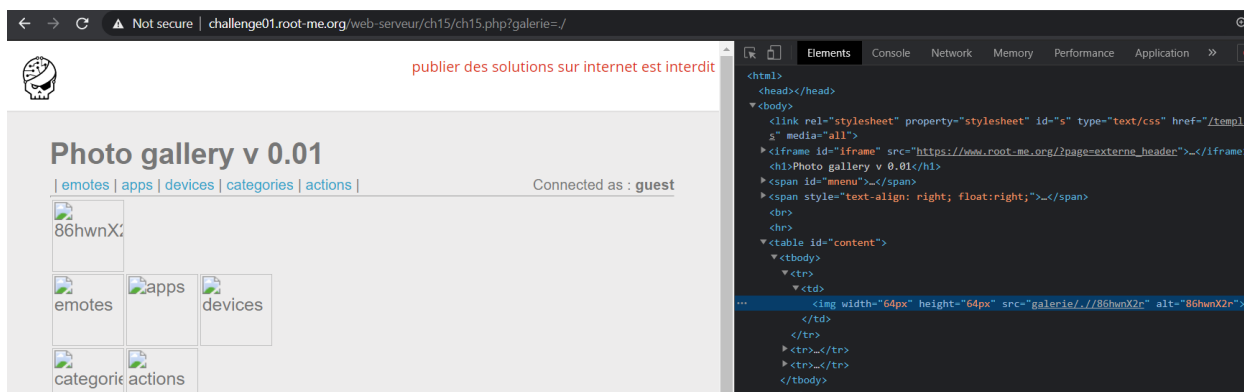 Not secure | challenge01.root-me.org/web-serveur/ch15/ch15.php?galerie=./
publier des solutions sur internet est interdit
Photo gallery v 0.01
| emotes | apps | devices | categories | actions |
Connected as : guest
86hwnX2
emotes
apps
devices
categorie
actions
Elements Console Network Memory Performance Application »
<html>
<head></head>
▼<body>
<link rel="stylesheet" property="stylesheet" id="s" type="text/css" href="/templ
s" media="all">
▶<iframe id="iframe" src="https://www.root-me.org/?page=externe_header">…</iframe
<h1>Photo gallery v 0.01</h1>
▶<span id="mnenu">…</span>
▶<span style="text-align: right; float:right;">…</span>
<br>
<hr>
▼<table id="content">
▼<tbody>
▼<tr>
▼<td>
<img width="64px" height="64px" src="galerie/.//86hwnX2r" alt="86hwnX2r">
</td>
</tr>
▶<tr>…</tr>
▶<tr>…</tr>
</tbody>